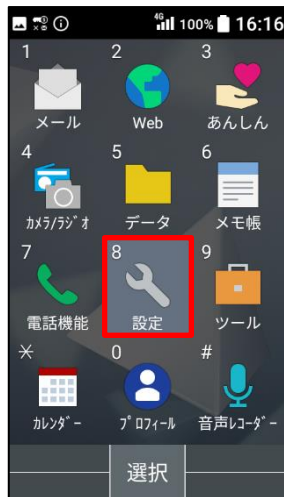 4G 100% 16:16
1 2 3
メール Web あんしん
4 5 6
ｶﾒﾗ/ﾗｼﾞｵ データ メモ帳
7 8 9
電話機能 設定 ツール
* 0 #
ｶﾚﾝﾀﾞｰ ﾌﾟﾛﾌｨｰﾙ 音声ﾚｺｰﾀﾞｰ
選択